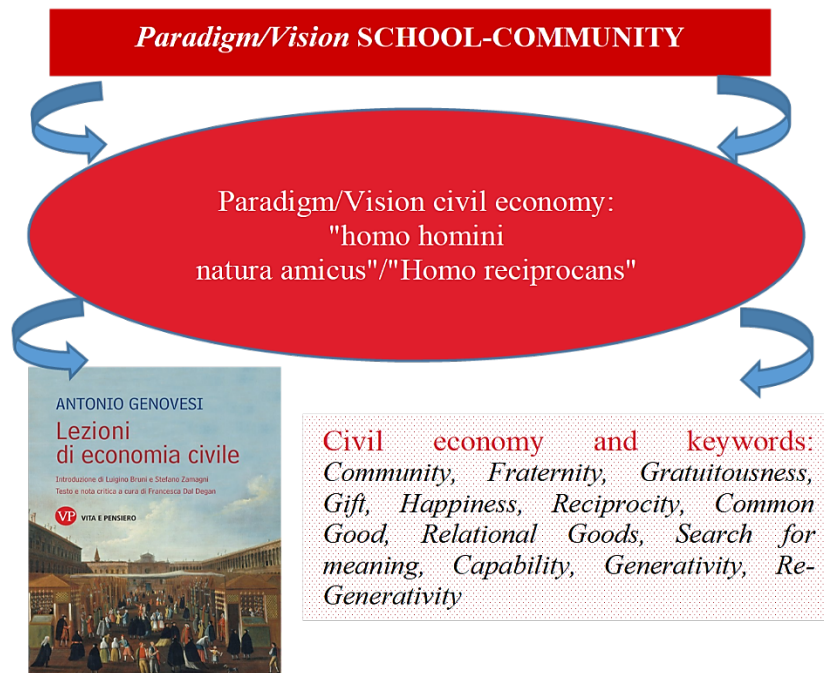 Paradigm/Vision SCHOOL-COMMUNITY
Paradigm/Vision civil economy:
"homo homini
natura amicus"/"Homo reciprocans"
ANTONIO GENOVESI
Lezioni
di economia civile
Introduzione di Luigino Bruni e Stefano Zamagni
Testo e nota critica a cura di Francesca Dal Degan
VP VITA E PENSIERO
Civil economy and keywords:
Community, Fraternity, Gratuitousness,
Gift, Happiness, Reciprocity, Common
Good, Relational Goods, Search for
meaning, Capability, Generativity, Re-
Generativity